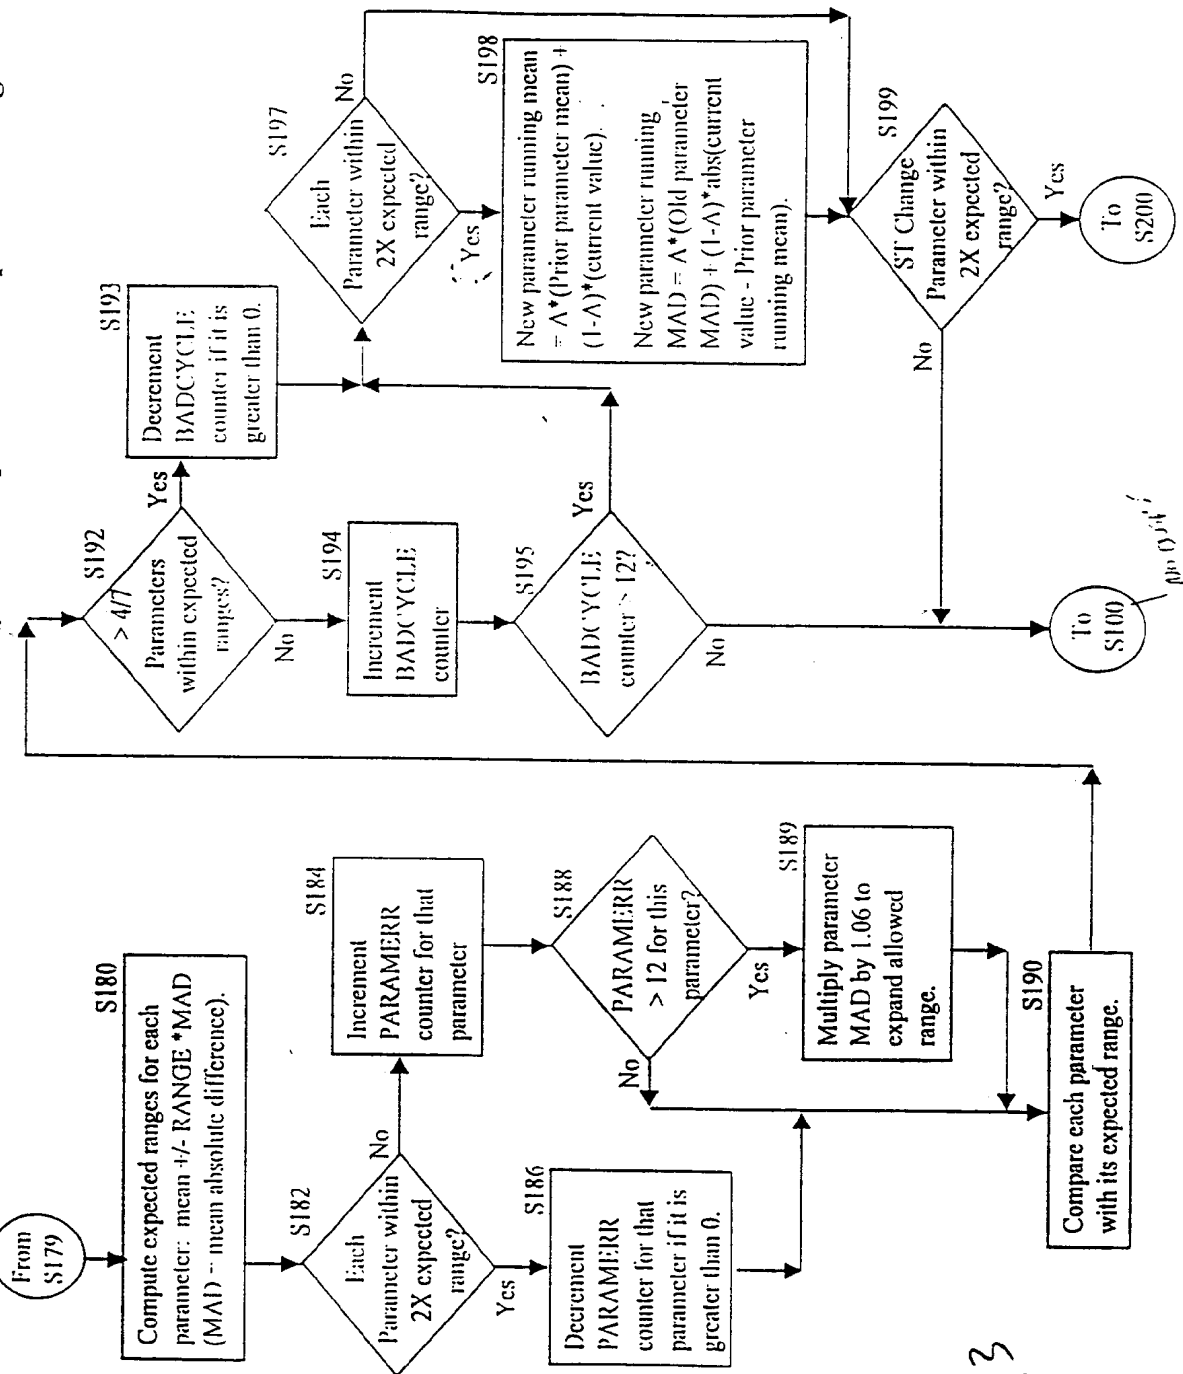 From
S179
S180
Compute expected ranges for each
parameter: mean +/- RANGE *MAD
(MAD = mean absolute difference).
S182
Each
Parameter within
2X expected
range?
No
Yes
S184
Increment
PARAMERR
counter for that
parameter
S186
Decrement
PARAMERR
counter for that
parameter if it is
greater than 0.
S188
PARAMERR
> 12 for this
parameter?
No
Yes
S189
Multiply parameter
MAD by 1.06 to
expand allowed
range.
S190
Compare each parameter
with its expected range.
S192
> 4/7
Parameters
within expected
ranges?
Yes
No
S193
Decrement
BADCYCLE
counter if it is
greater than 0.
S194
Increment
BADCYCLE
counter
S195
BADCYCLE
counter > 12?
Yes
No
S197
Each
Parameter within
2X expected
range?
No
Yes
S198
New parameter running mean
= A*(Prior parameter mean) +
(1-A)*(current value).
New parameter running
MAD = A*(Old parameter
MAD) + (1-A)*abs(current
value - Prior parameter
running mean).
S199
ST Change
Parameter within
2X expected
range?
No
Yes
To
S200
To
S100
3